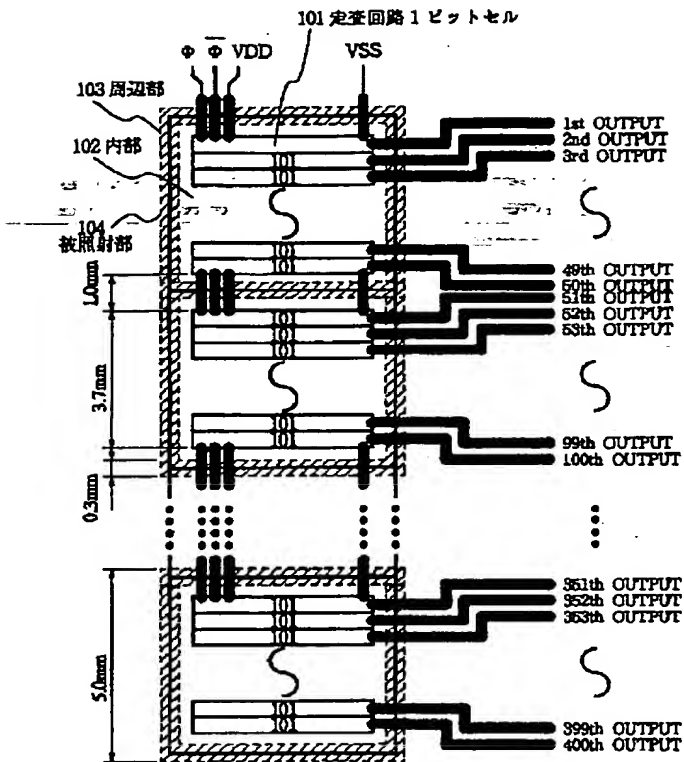 101 走査回路 1 ビットセル
Φ Φ̅ VDD VSS
103 周辺部
102 内部
104
被照射部
1st OUTPUT
2nd OUTPUT
3rd OUTPUT
49th OUTPUT
50th OUTPUT
51th OUTPUT
52th OUTPUT
53th OUTPUT
99th OUTPUT
100th OUTPUT
351th OUTPUT
352th OUTPUT
353th OUTPUT
399th OUTPUT
400th OUTPUT
1.0mm
3.7mm
0.3mm
5.0mm